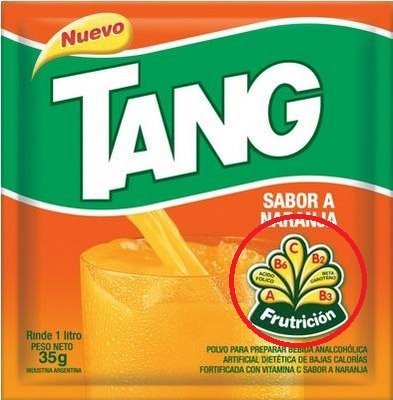 Nuevo
TANG
SABOR A
NARANJA
B6 C B2
ACIDO
FOLICO
BETA
CAROTENO
A B3
Frutrición
Rinde 1 litro
PESO NETO
35g
INDUSTRIA ARGENTINA
POLVO PARA PREPARAR BEBIDA ANALCOHÓLICA
ARTIFICIAL DIETÉTICA DE BAJAS CALORÍAS
FORTIFICADA CON VITAMINA C SABOR A NARANJA